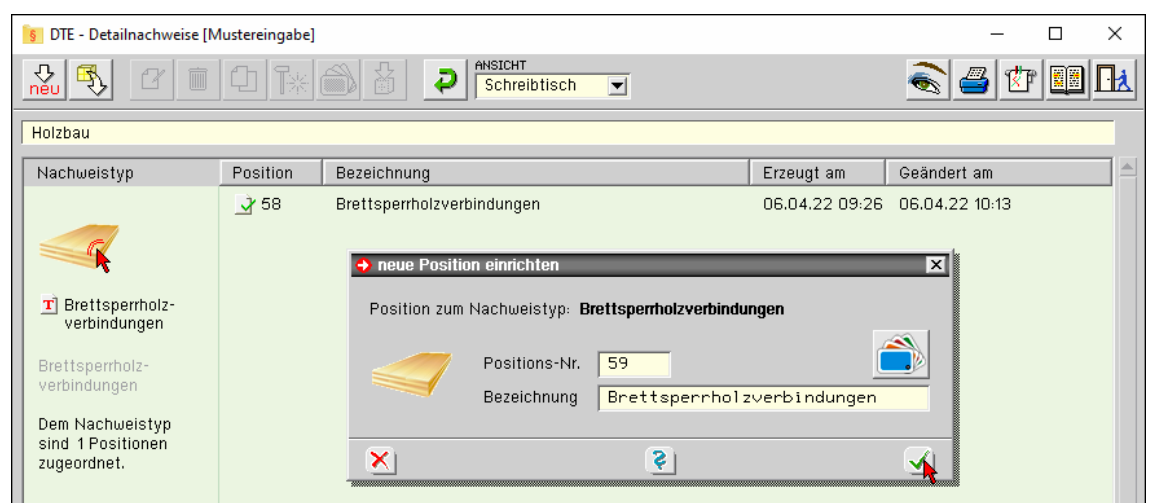 DTE - Detailnachweise [Mustereingabe]
neu
ANSICHT
Schreibtisch
Holzbau
Nachweistyp Position Bezeichnung Erzeugt am Geändert am
58 Brettsperrholzverbindungen 06.04.22 09:26 06.04.22 10:13
T Brettsperrholz-
verbindungen
Brettsperrholz-
verbindungen
Dem Nachweistyp
sind 1 Positionen
zugeordnet.
neue Position einrichten
Position zum Nachweistyp: Brettsperrholzverbindungen
Positions-Nr. 59
Bezeichnung Brettsperrholzverbindungen